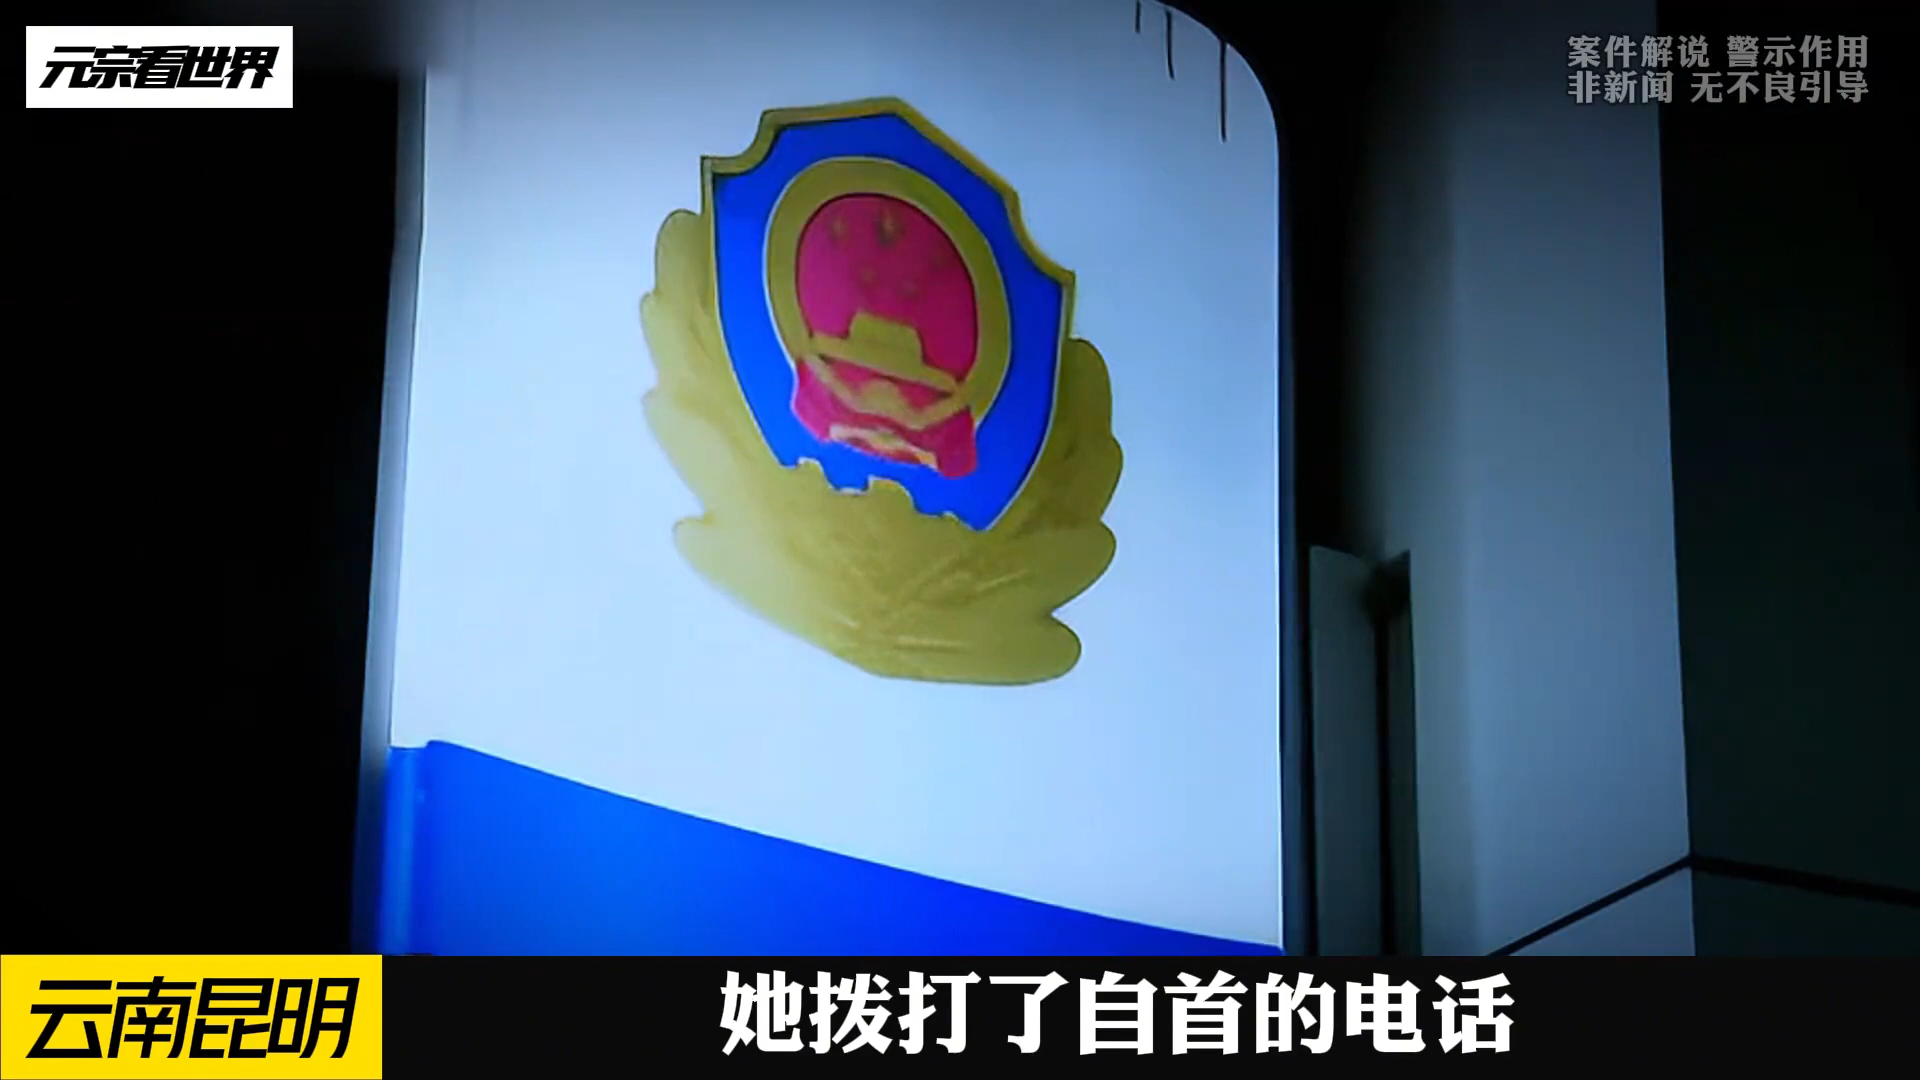 元宗看世界
案件解说 警示作用
非新闻 无不良引导
云南昆明
她拨打了自首的电话